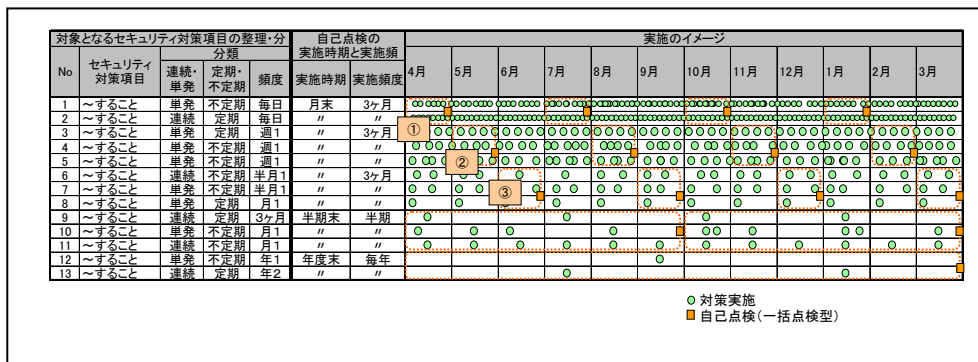 対象となるセキュリティ対策項目の整理・分 自己点検の実施時期と実施頻 実施のイメージ
No セキュリティ対策項目 分類 連続・単発 定期・不定期 頻度 実施時期 実施頻度 4月 5月 6月 7月 8月 9月 10月 11月 12月 1月 2月 3月
1 ～すること 単発 不定期 毎日 月末 3ヶ月
2 ～すること 連続 定期 毎日 〃 〃
①
3 ～すること 単発 定期 週1 〃 3ヶ月
4 ～すること 単発 不定期 週1 〃 〃
5 ～すること 単発 不定期 週1 〃 〃
②
6 ～すること 連続 定期 半月1 〃 3ヶ月
7 ～すること 単発 不定期 半月1 〃 〃
③
8 ～すること 単発 定期 月1 〃 〃
9 ～すること 連続 定期 3ヶ月 半期末 半期
10 ～すること 単発 不定期 月1 〃 〃
11 ～すること 連続 定期 月1 〃 〃
12 ～すること 単発 不定期 年1 年度末 毎年
13 ～すること 連続 定期 年2 〃 〃
対策実施
自己点検(一括点検型)